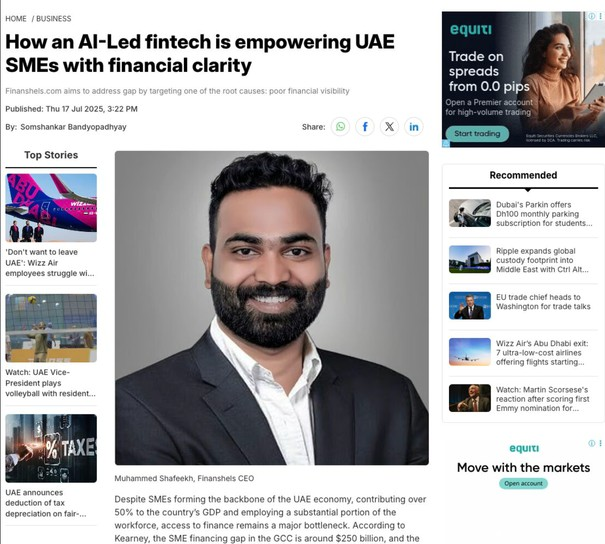 HOME / BUSINESS
How an AI-Led fintech is empowering UAE
SMEs with financial clarity
Finanshels.com aims to address gap by targeting one of the root causes: poor financial visibility
Published: Thu 17 Jul 2025, 3:22 PM
By: Somshankar Bandyopadhyay
Share:
Top Stories
'Don't want to leave
UAE': Wizz Air
employees struggle wi...
Watch: UAE Vice-
President plays
volleyball with resident...
TAXES
UAE announces
deduction of tax
depreciation on fair-...
Muhammed Shafeekh, Finanshels CEO
Despite SMEs forming the backbone of the UAE economy, contributing over
50% to the country's GDP and employing a substantial portion of the
workforce, access to finance remains a major bottleneck. According to
Kearney, the SME financing gap in the GCC is around $250 billion, and the
equiti
Trade on
spreads
from 0.0 pips
Open a Premier account
for high-volume trading
Start trading
Recommended
Dubai's Parkin offers
Dh100 monthly parking
subscription for students...
Ripple expands global
custody footprint into
Middle East with Ctrl Alt...
EU trade chief heads to
Washington for trade talks
Wizz Air's Abu Dhabi exit:
7 ultra-low-cost airlines
offering flights starting...
Watch: Martin Scorsese's
reaction after scoring first
Emmy nomination for...
equiti
Move with the markets
Open account